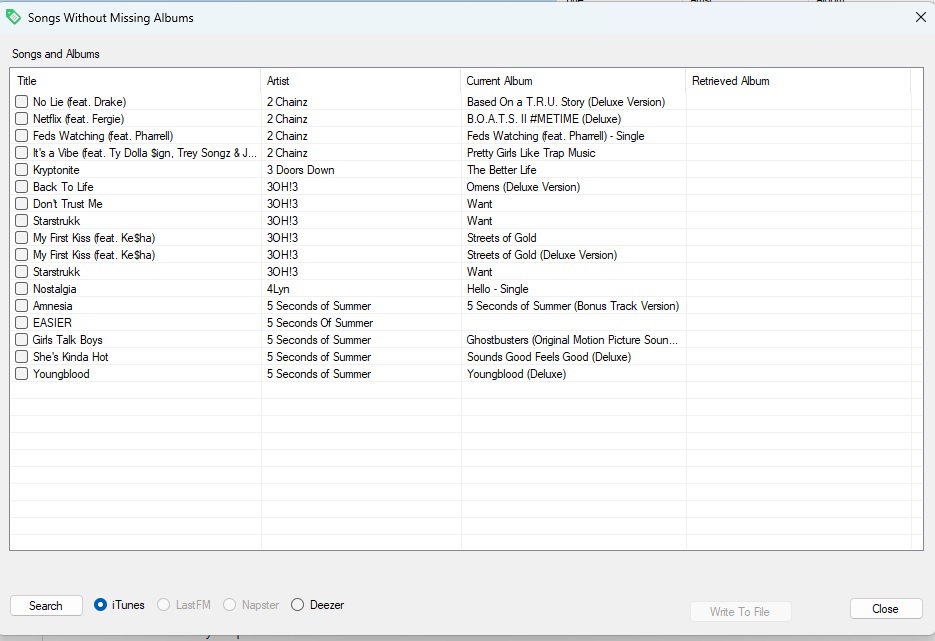 Songs Without Missing Albums
Songs and Albums
Title Artist Current Album Retrieved Album
No Lie (feat. Drake) 2 Chainz Based On a T.R.U. Story (Deluxe Version)
Netflix (feat. Fergie) 2 Chainz B.O.A.T.S. II #METIME (Deluxe)
Feds Watching (feat. Pharrell) 2 Chainz Feds Watching (feat. Pharrell) - Single
It's a Vibe (feat. Ty Dolla $ign, Trey Songz & J... 2 Chainz Pretty Girls Like Trap Music
Kryptonite 3 Doors Down The Better Life
Back To Life 3OH!3 Omens (Deluxe Version)
Don't Trust Me 3OH!3 Want
Starstrukk 3OH!3 Want
My First Kiss (feat. Ke$ha) 3OH!3 Streets of Gold
My First Kiss (feat. Ke$ha) 3OH!3 Streets of Gold (Deluxe Version)
Starstrukk 3OH!3 Want
Nostalgia 4Lyn Hello - Single
Amnesia 5 Seconds of Summer 5 Seconds of Summer (Bonus Track Version)
EASIER 5 Seconds Of Summer
Girls Talk Boys 5 Seconds of Summer Ghostbusters (Original Motion Picture Soun...
She's Kinda Hot 5 Seconds of Summer Sounds Good Feels Good (Deluxe)
Youngblood 5 Seconds of Summer Youngblood (Deluxe)
Search iTunes LastFM Napster Deezer Write To File Close